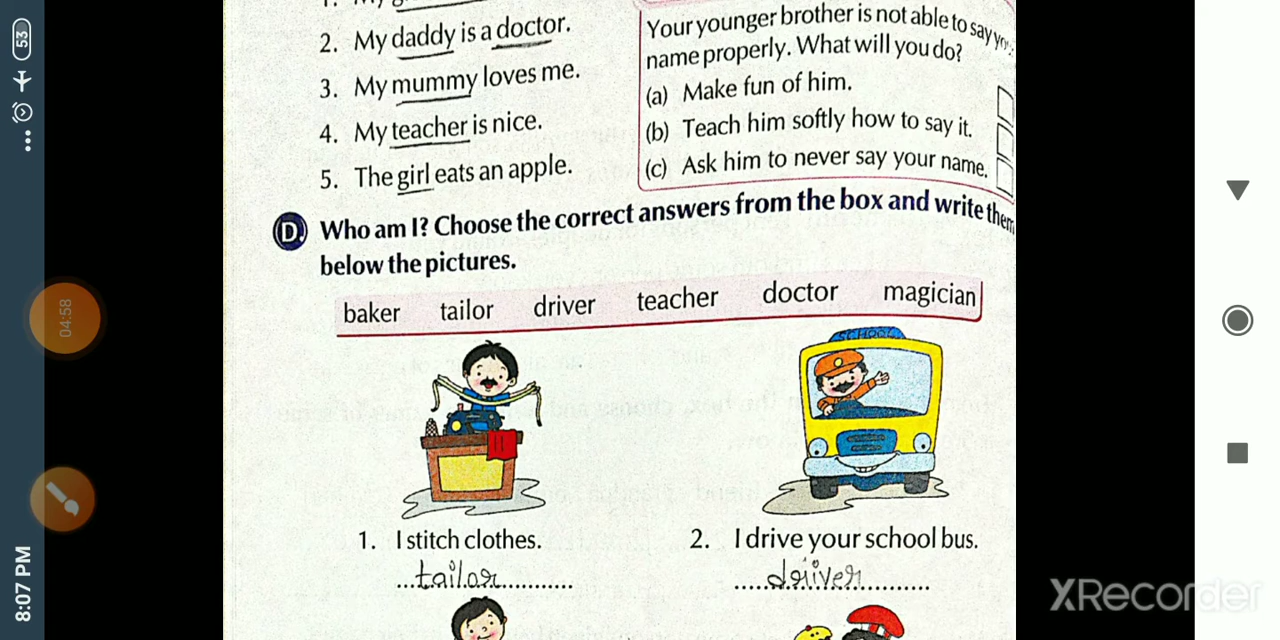 2. My daddy is a doctor.
3. My mummy loves me.
4. My teacher is nice.
5. The girl eats an apple.
Your younger brother is not able to say
name properly. What will you do?
(a) Make fun of him.
(b) Teach him softly how to say it.
(c) Ask him to never say your name.
D. Who am I? Choose the correct answers from the box and write them
below the pictures.
baker tailor driver teacher doctor magician
SCHOOL
1. I stitch clothes.
tailor
2. I drive your school bus.
driver
53
04:58
8:07 PM
XRecorder